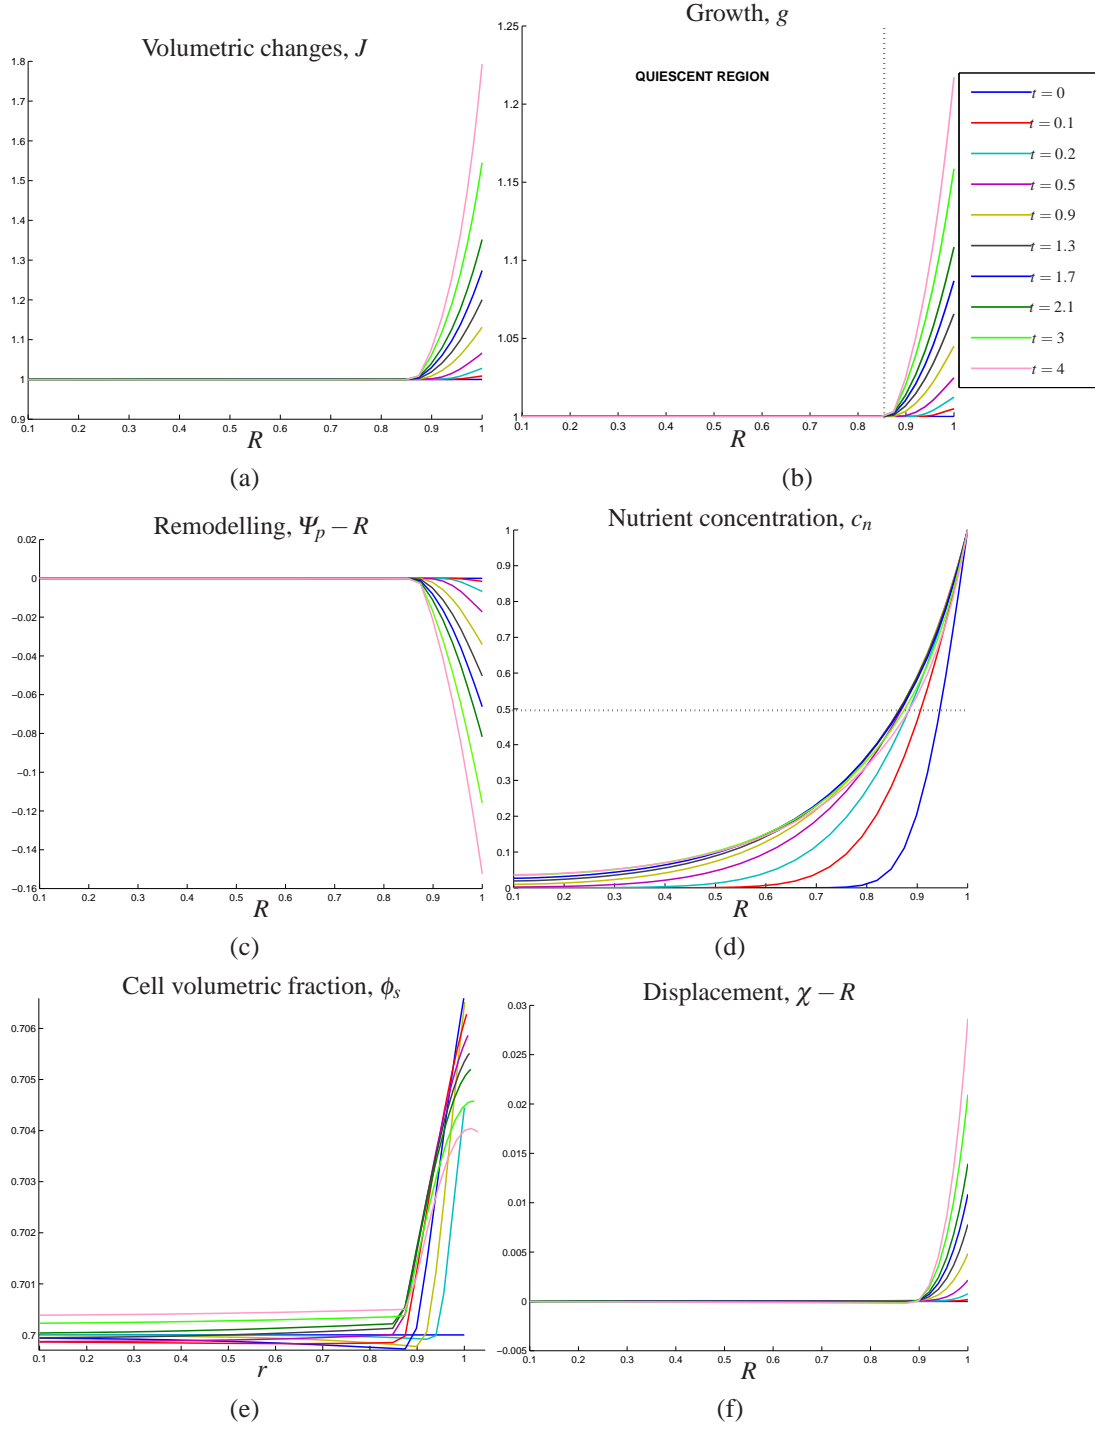 Volumetric changes, J
1.8
1.7
1.6
1.5
1.4
1.3
1.2
1.1
1
0.9
0.1 0.2 0.3 0.4 0.5 0.6 0.7 0.8 0.9 1
R
(a)
Growth, g
1.25
1.2
1.15
1.1
1.05
1
QUIESCENT REGION
0.1 0.2 0.3 0.4 0.5 0.6 0.7 0.8 0.9 1
R
(b)
t = 0
t = 0.1
t = 0.2
t = 0.5
t = 0.9
t = 1.3
t = 1.7
t = 2.1
t = 3
t = 4
Remodelling, Ψp − R
0.02
0
−0.02
−0.04
−0.06
−0.08
−0.1
−0.12
−0.14
−0.16
0.1 0.2 0.3 0.4 0.5 0.6 0.7 0.8 0.9 1
R
(c)
Nutrient concentration, cn
1
0.9
0.8
0.7
0.6
0.5
0.4
0.3
0.2
0.1
0
0.1 0.2 0.3 0.4 0.5 0.6 0.7 0.8 0.9 1
R
(d)
Cell volumetric fraction, ϕs
0.706
0.705
0.704
0.703
0.702
0.701
0.7
0.1 0.2 0.3 0.4 0.5 0.6 0.7 0.8 0.9 1
r
(e)
Displacement, χ − R
0.03
0.025
0.02
0.015
0.01
0.005
0
−0.005
0.1 0.2 0.3 0.4 0.5 0.6 0.7 0.8 0.9 1
R
(f)